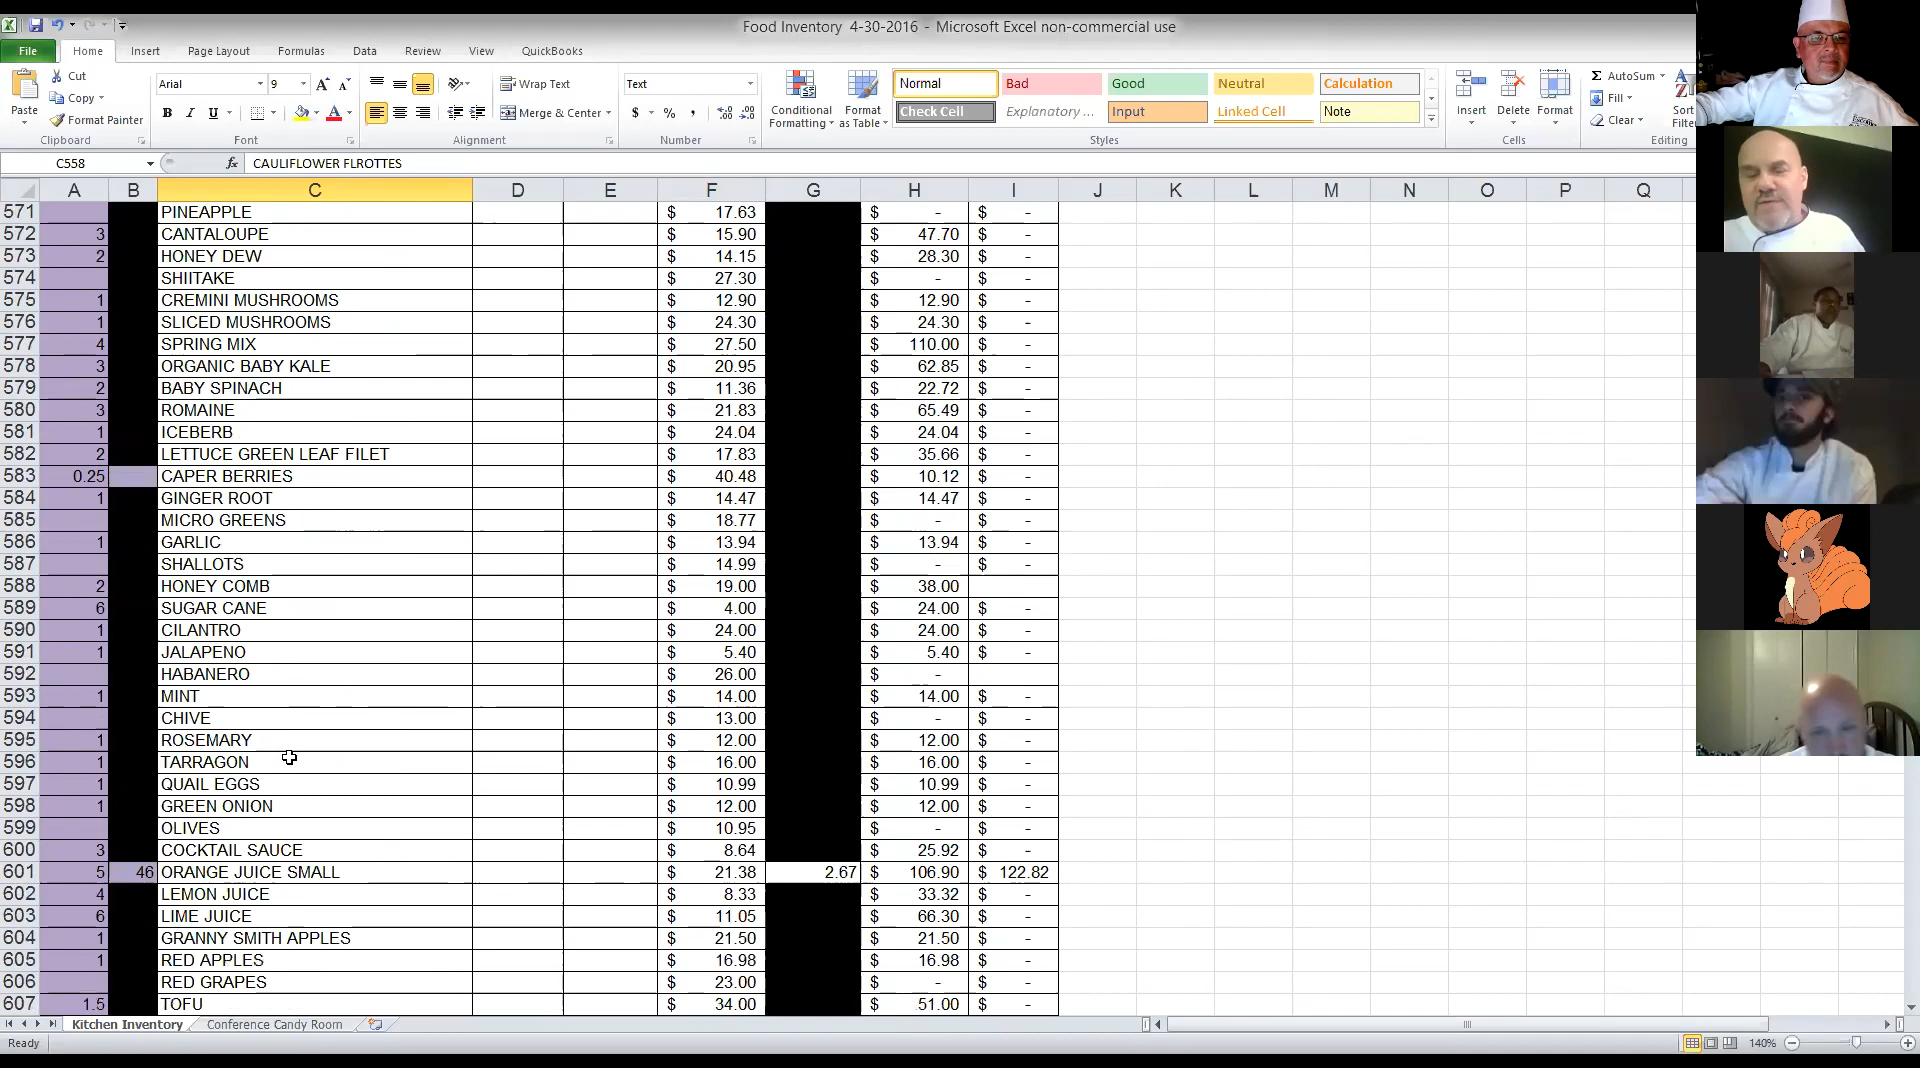 Food Inventory 4-30-2016 - Microsoft Excel non-commercial use
File Home Insert Page Layout Formulas Data Review View QuickBooks
Paste Cut Copy Format Painter Clipboard
Arial 9 A A B I U A Font
Wrap Text Merge & Center Alignment
Text $ % , Number
Conditional Formatting Format as Table Normal Bad Good Neutral Calculation
Check Cell Explanatory ... Input Linked Cell Note Styles
Insert Delete Format Cells
Σ AutoSum Fill Clear Sort Filter Editing
C558 fx CAULIFLOWER FLROTTES
A B C D E F G H I J K L M N O P Q
571 PINEAPPLE $ 17.63 $ - $ -
572 3 CANTALOUPE $ 15.90 $ 47.70 $ -
573 2 HONEY DEW $ 14.15 $ 28.30 $ -
574 SHIITAKE $ 27.30 $ - $ -
575 1 CREMINI MUSHROOMS $ 12.90 $ 12.90 $ -
576 1 SLICED MUSHROOMS $ 24.30 $ 24.30 $ -
577 4 SPRING MIX $ 27.50 $ 110.00 $ -
578 3 ORGANIC BABY KALE $ 20.95 $ 62.85 $ -
579 2 BABY SPINACH $ 11.36 $ 22.72 $ -
580 3 ROMAINE $ 21.83 $ 65.49 $ -
581 1 ICEBERB $ 24.04 $ 24.04 $ -
582 2 LETTUCE GREEN LEAF FILET $ 17.83 $ 35.66 $ -
583 0.25 CAPER BERRIES $ 40.48 $ 10.12 $ -
584 1 GINGER ROOT $ 14.47 $ 14.47 $ -
585 MICRO GREENS $ 18.77 $ - $ -
586 1 GARLIC $ 13.94 $ 13.94 $ -
587 SHALLOTS $ 14.99 $ - $ -
588 2 HONEY COMB $ 19.00 $ 38.00
589 6 SUGAR CANE $ 4.00 $ 24.00 $ -
590 1 CILANTRO $ 24.00 $ 24.00 $ -
591 1 JALAPENO $ 5.40 $ 5.40 $ -
592 HABANERO $ 26.00 $ -
593 1 MINT $ 14.00 $ 14.00 $ -
594 CHIVE $ 13.00 $ - $ -
595 1 ROSEMARY $ 12.00 $ 12.00 $ -
596 1 TARRAGON $ 16.00 $ 16.00 $ -
597 1 QUAIL EGGS $ 10.99 $ 10.99 $ -
598 1 GREEN ONION $ 12.00 $ 12.00 $ -
599 OLIVES $ 10.95 $ - $ -
600 3 COCKTAIL SAUCE $ 8.64 $ 25.92 $ -
601 5 46 ORANGE JUICE SMALL $ 21.38 2.67 $ 106.90 $ 122.82
602 4 LEMON JUICE $ 8.33 $ 33.32 $ -
603 6 LIME JUICE $ 11.05 $ 66.30 $ -
604 1 GRANNY SMITH APPLES $ 21.50 $ 21.50 $ -
605 1 RED APPLES $ 16.98 $ 16.98 $ -
606 RED GRAPES $ 23.00 $ - $ -
607 1.5 TOFU $ 34.00 $ 51.00 $ -
Kitchen Inventory Conference Candy Room
Ready 140%